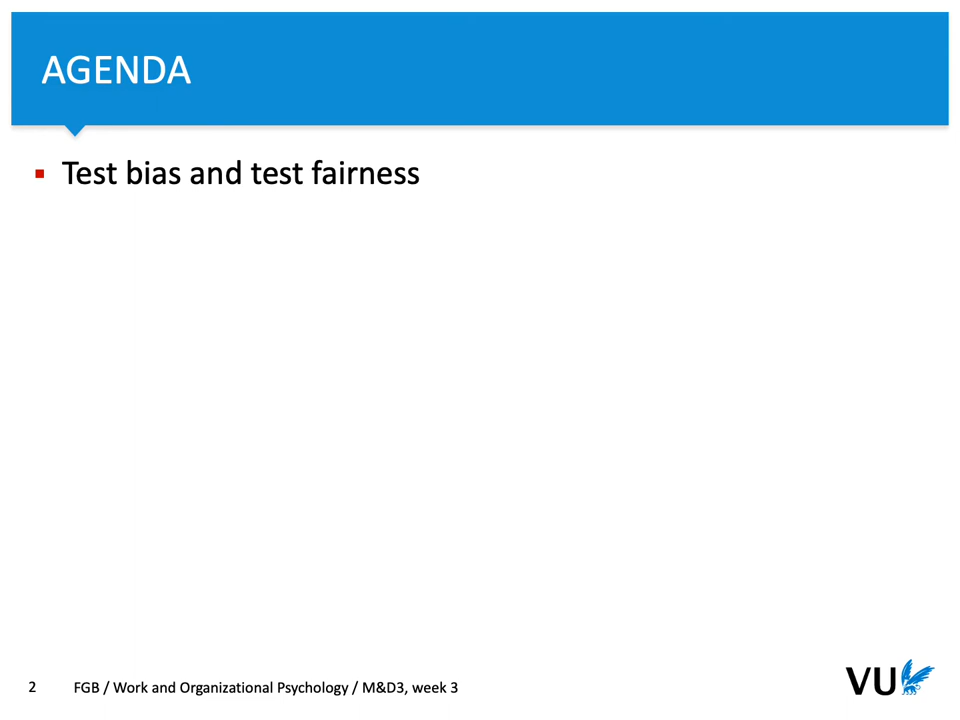 AGENDA
▪ Test bias and test fairness
2 FGB / Work and Organizational Psychology / M&D3, week 3
VU